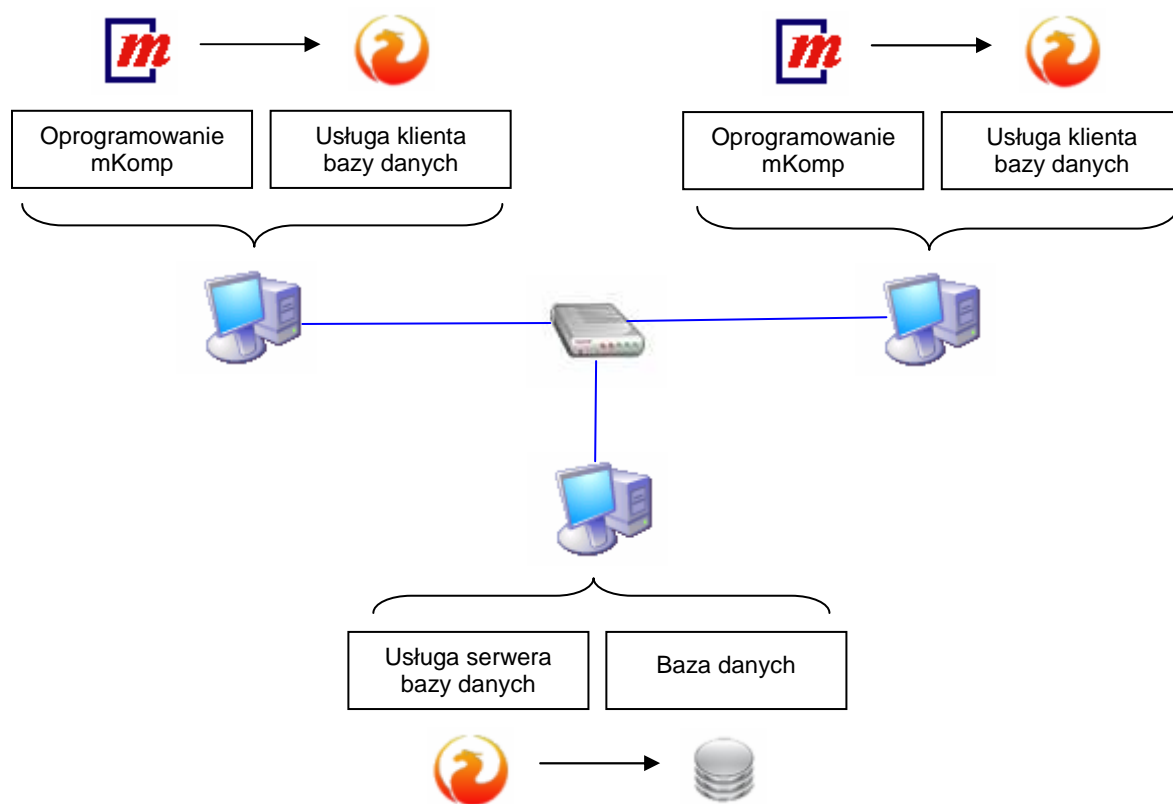 m
m
Oprogramowanie
mKomp
Usługa klienta
bazy danych
Oprogramowanie
mKomp
Usługa klienta
bazy danych
Usługa serwera
bazy danych
Baza danych